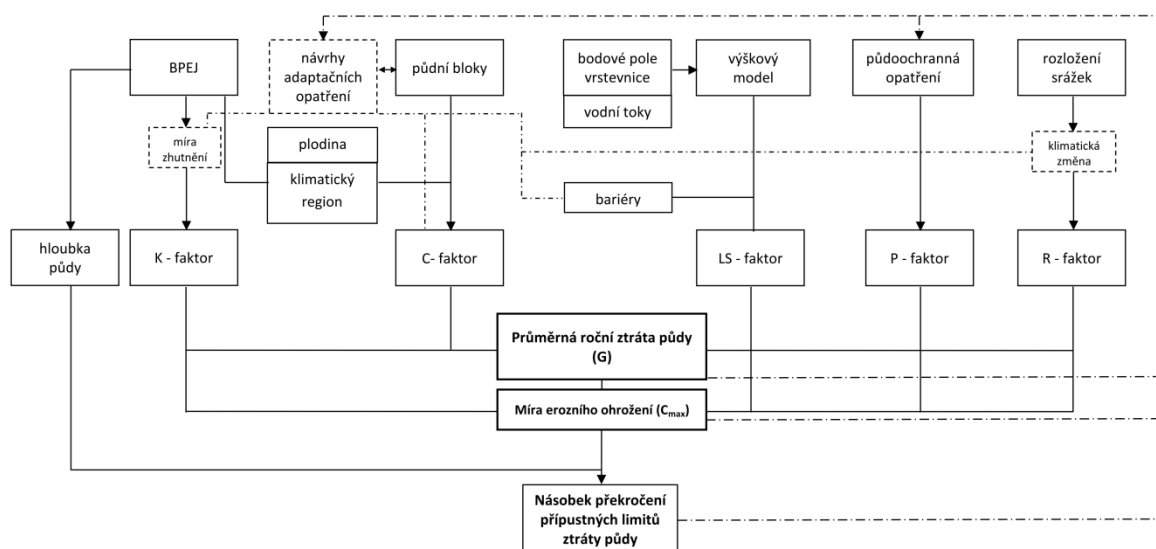 BPEJ
návrhy
adaptačních
opatření
půdní bloky
bodové pole
vrstevnice
vodní toky
výškový
model
půdoochranná
opatření
rozložení
srážek
míra
zhutnění
plodina
klimatický
region
bariéry
klimatická
změna
hloubka
půdy
K - faktor
C- faktor
LS - faktor
P - faktor
R - faktor
Průměrná roční ztráta půdy
(G)
Míra erozního ohrožení (Cmax)
Násobek překročení
přípustných limitů
ztráty půdy